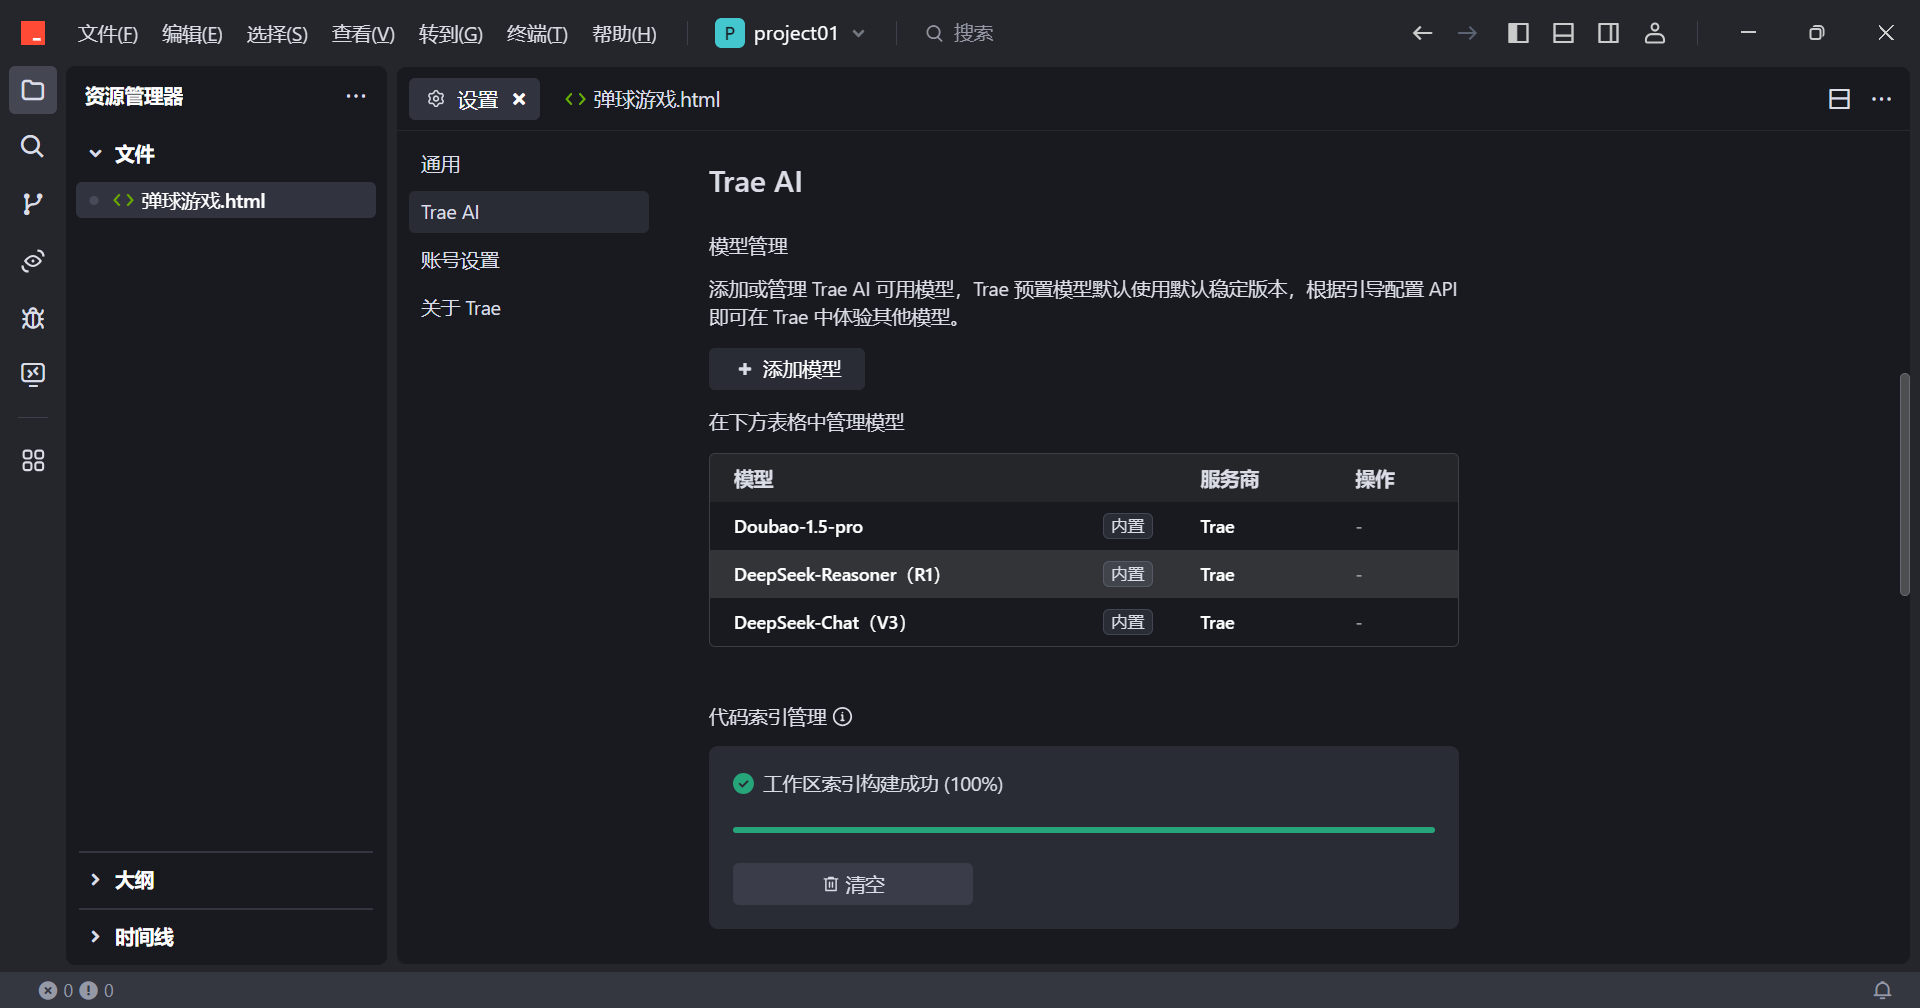 文件(F) 编辑(E) 选择(S) 查看(V) 转到(G) 终端(T) 帮助(H) P project01 搜索
资源管理器
文件
弹球游戏.html
大纲
时间线
设置 弹球游戏.html
通用
Trae AI
账号设置
关于 Trae
Trae AI
模型管理
添加或管理 Trae AI 可用模型，Trae 预置模型默认使用默认稳定版本，根据引导配置 API
即可在 Trae 中体验其他模型。
添加模型
在下方表格中管理模型
模型 服务商 操作
Doubao-1.5-pro 内置 Trae -
DeepSeek-Reasoner（R1） 内置 Trae -
DeepSeek-Chat（V3） 内置 Trae -
代码索引管理
工作区索引构建成功 (100%)
清空
0 0